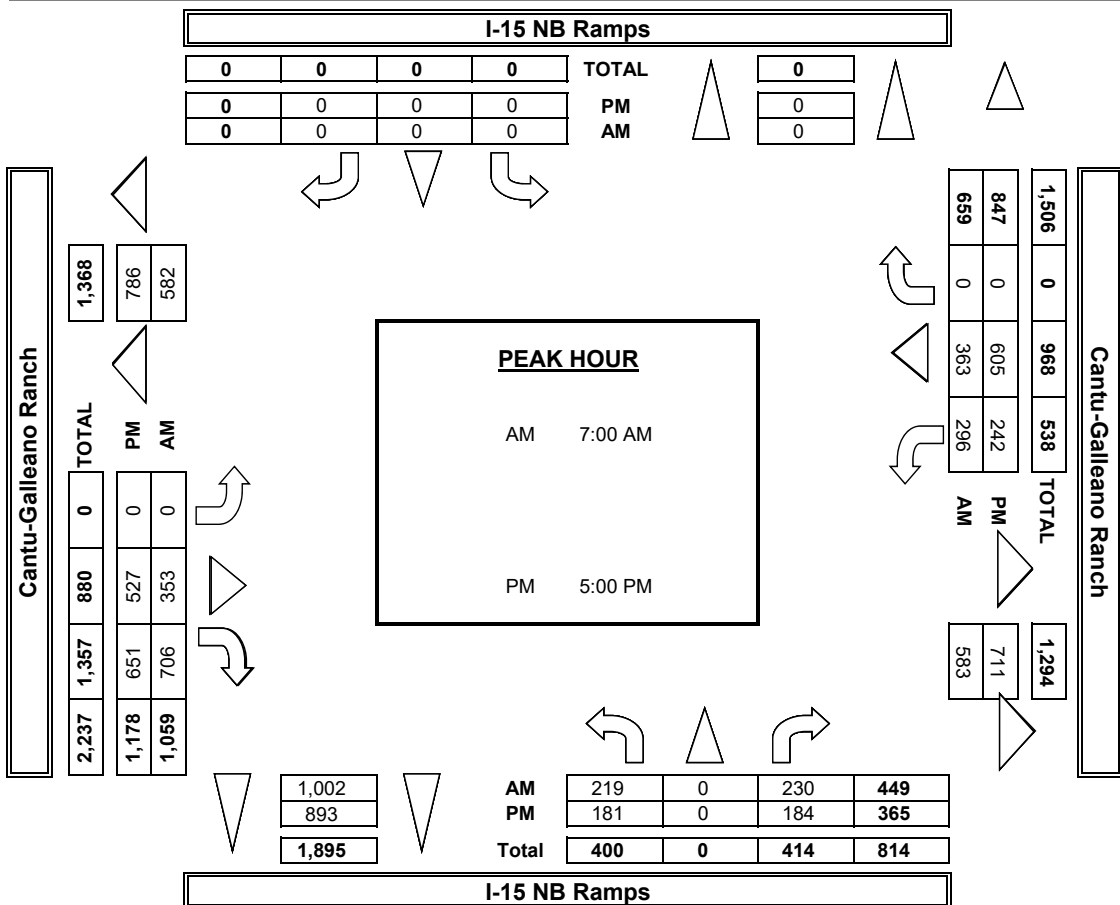 I-15 NB Ramps
0 0 0 0 TOTAL 0
0 0 0 0 PM 0
0 0 0 0 AM 0
Cantu-Galleano Ranch
1,368
786
582
TOTAL
PM
AM
0 880 1,357 2,237
0 527 651 1,178
0 353 706 1,059
PEAK HOUR
AM 7:00 AM
PM 5:00 PM
1,506 0 968 538 TOTAL
847 0 605 242 PM
659 0 363 296 AM
1,294
711
583
Cantu-Galleano Ranch
1,002 AM 219 0 230 449
893 PM 181 0 184 365
1,895 Total 400 0 414 814
I-15 NB Ramps